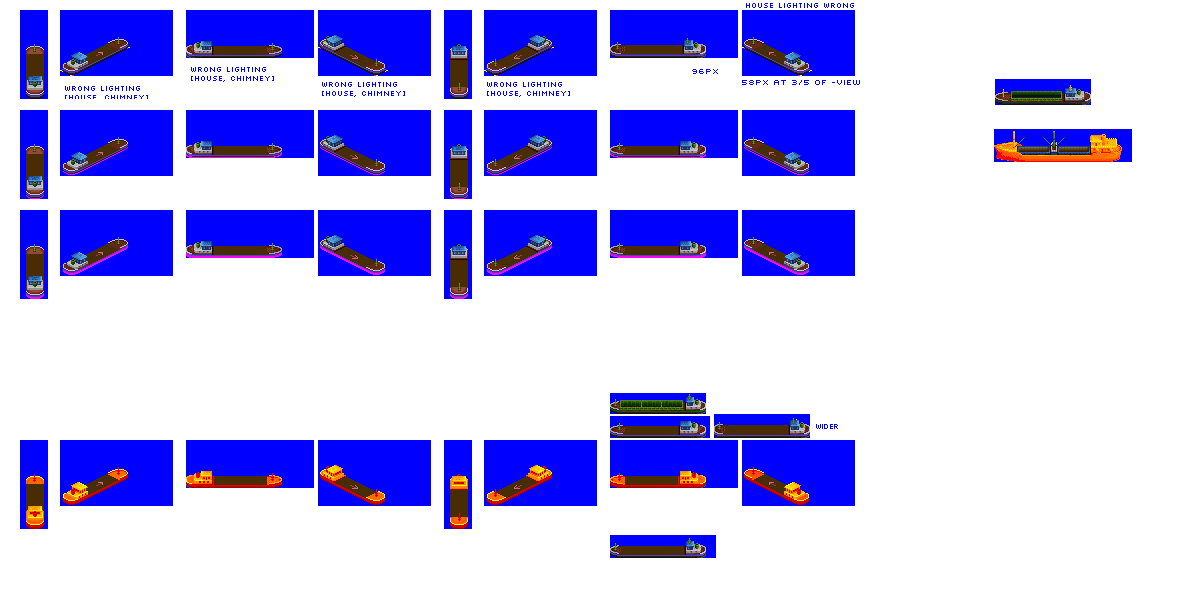 HOUSE LIGHTING WRONG
WRONG LIGHTING
[HOUSE, CHIMNEY]
WRONG LIGHTING
[HOUSE, CHIMNEY]
WRONG LIGHTING
[HOUSE, CHIMNEY]
WRONG LIGHTING
[HOUSE, CHIMNEY]
96PX
58PX AT 3/5 OF -VIEW
WIDER